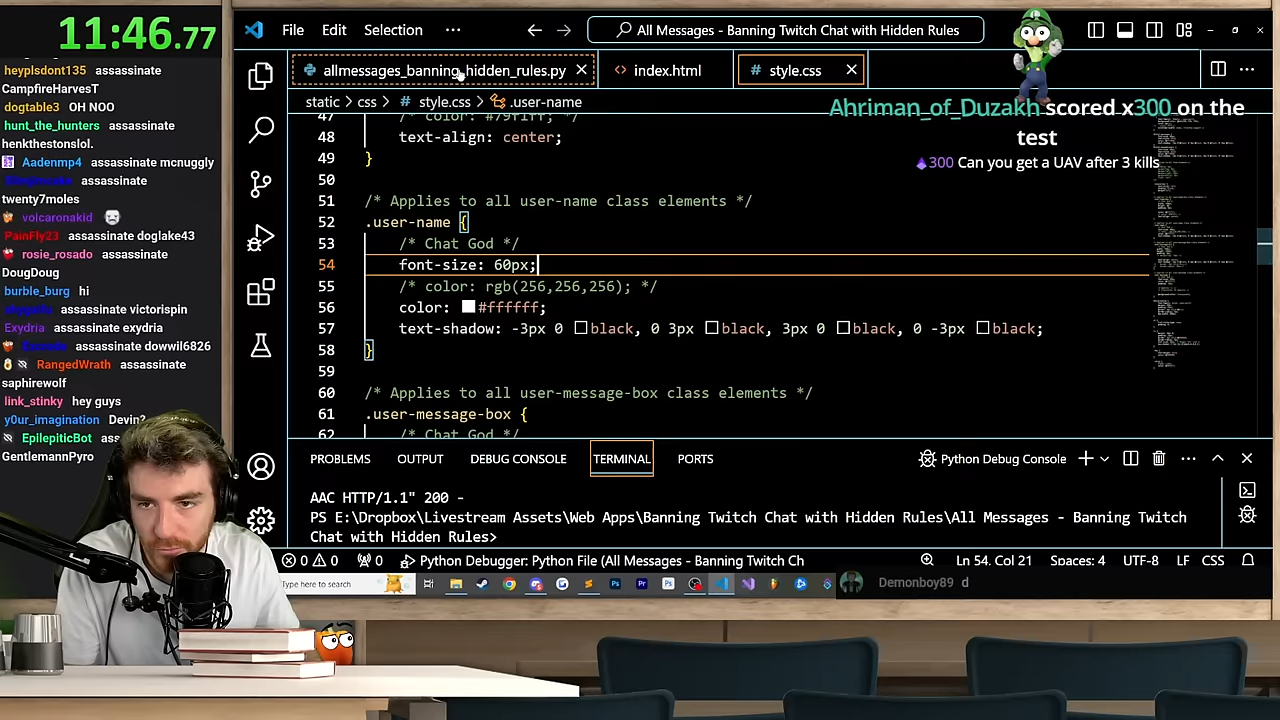 11:46.77
heyplsdont135 assassinate
CampfireHarvesT
dogtable3 OH NOO
hunt_the_hunters assassinate
henkthestonslol.
Aadenmp4 assassinate mcnuggly
assassinate
twenty7moles
volcaronakid
PainFly23 assassinate doglake43
rosie_rosado assassinate
DougDoug
burble_burg hi
assassinate victorispin
Exydria assassinate exydria
assassinate dowwil6826
RangedWrath assassinate
saphirewolf
link_stinky hey guys
y0ur_imagination Devin?
EpilepiticBot ass
GentlemannPyro
File Edit Selection ···
All Messages - Banning Twitch Chat with Hidden Rules
allmessages_banning_hidden_rules.py
index.html
style.css
static > css > # style.css > .user-name
47 /* color: #79f1ff; */
48 text-align: center;
49 }
50
51 /* Applies to all user-name class elements */
52 .user-name {
53 /* Chat God */
54 font-size: 60px;
55 /* color: rgb(256,256,256); */
56 color: #ffffff;
57 text-shadow: -3px 0 black, 0 3px black, 3px 0 black, 0 -3px black;
58 }
59
60 /* Applies to all user-message-box class elements */
61 .user-message-box {
62 /* Chat God */
Ahriman_of_Duzakh scored x300 on the
test
300 Can you get a UAV after 3 kills
PROBLEMS OUTPUT DEBUG CONSOLE TERMINAL PORTS
Python Debug Console
AAC HTTP/1.1" 200 -
PS E:\Dropbox\Livestream Assets\Web Apps\Banning Twitch Chat with Hidden Rules\All Messages - Banning Twitch
Chat with Hidden Rules>
0 0 0 Python Debugger: Python File (All Messages - Banning Twitch Ch
Ln 54, Col 21 Spaces: 4 UTF-8 LF CSS
Type here to search
Demonboy89 d